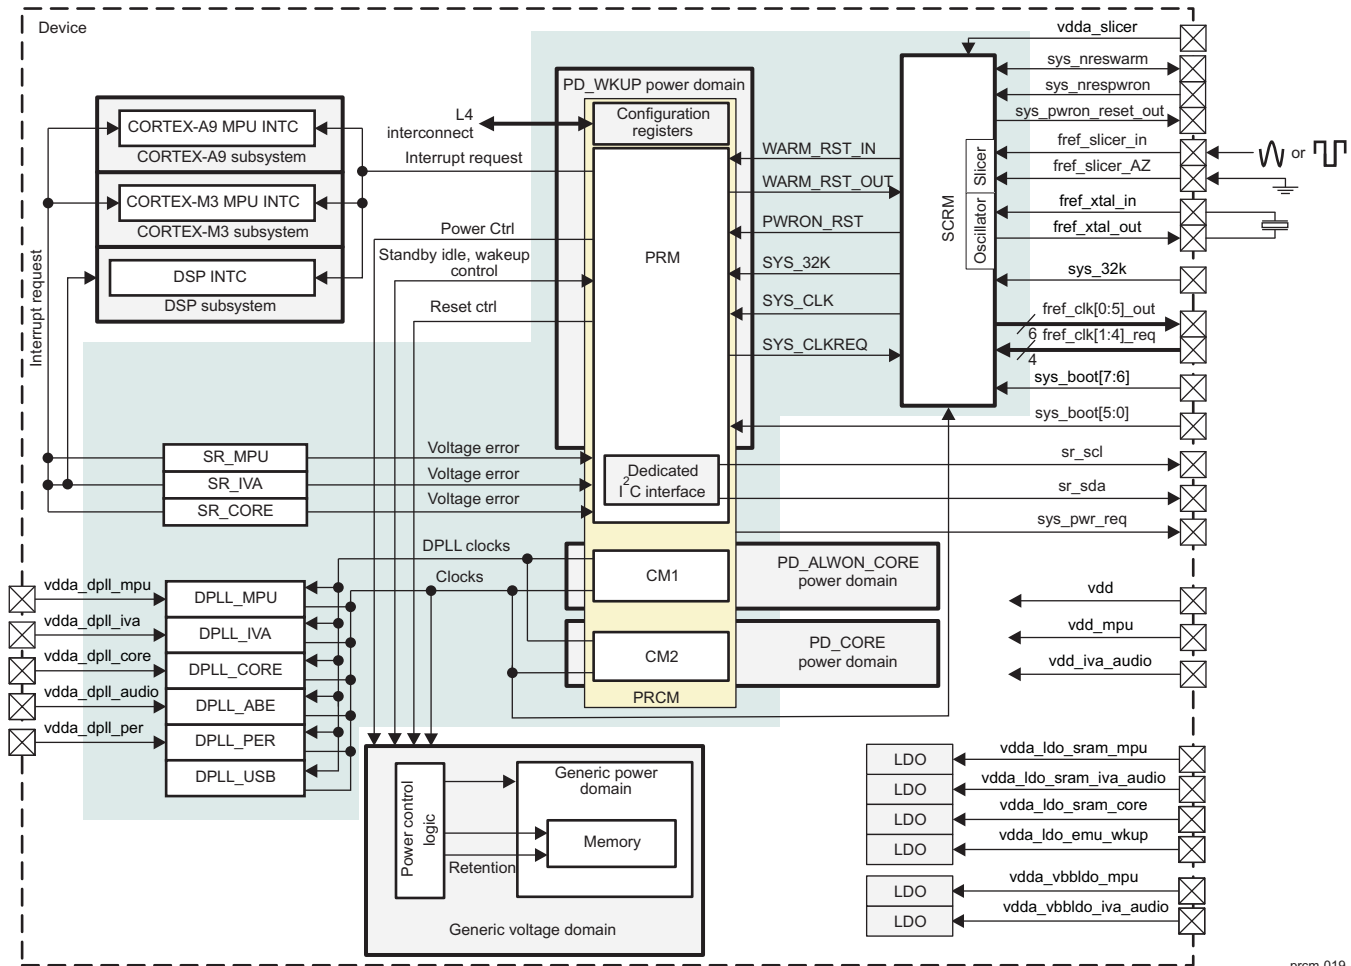 Device
vdda_slicer
sys_nreswarm
sys_nrespwron
sys_pwron_reset_out
fref_slicer_in
or
fref_slicer_AZ
fref_xtal_in
fref_xtal_out
sys_32k
fref_clk[0:5]_out
6
fref_clk[1:4]_req
4
sys_boot[7:6]
sys_boot[5:0]
sr_scl
sr_sda
sys_pwr_req
vdd
vdd_mpu
vdd_iva_audio
CORTEX-A9 MPU INTC
CORTEX-A9 subsystem
CORTEX-M3 MPU INTC
CORTEX-M3 subsystem
DSP INTC
DSP subsystem
Interrupt request
L4
interconnect
Interrupt request
Power Ctrl
Standby idle, wakeup
control
Reset ctrl
PD_WKUP power domain
Configuration
registers
PRM
WARM_RST_IN
WARM_RST_OUT
PWRON_RST
SYS_32K
SYS_CLK
SYS_CLKREQ
SCRM
Slicer
Oscillator
SR_MPU
SR_IVA
SR_CORE
Voltage error
Voltage error
Voltage error
Dedicated
I2C interface
DPLL clocks
Clocks
CM1
PD_ALWON_CORE
power domain
CM2
PD_CORE
power domain
PRCM
vdda_dpll_mpu
vdda_dpll_iva
vdda_dpll_core
vdda_dpll_audio
vdda_dpll_per
DPLL_MPU
DPLL_IVA
DPLL_CORE
DPLL_ABE
DPLL_PER
DPLL_USB
Power control
logic
Generic power
domain
Memory
Retention
Generic voltage domain
LDO
vdda_ldo_sram_mpu
LDO
vdda_ldo_sram_iva_audio
LDO
vdda_ldo_sram_core
LDO
vdda_ldo_emu_wkup
LDO
vdda_vbbldo_mpu
LDO
vdda_vbbldo_iva_audio
prcm-019